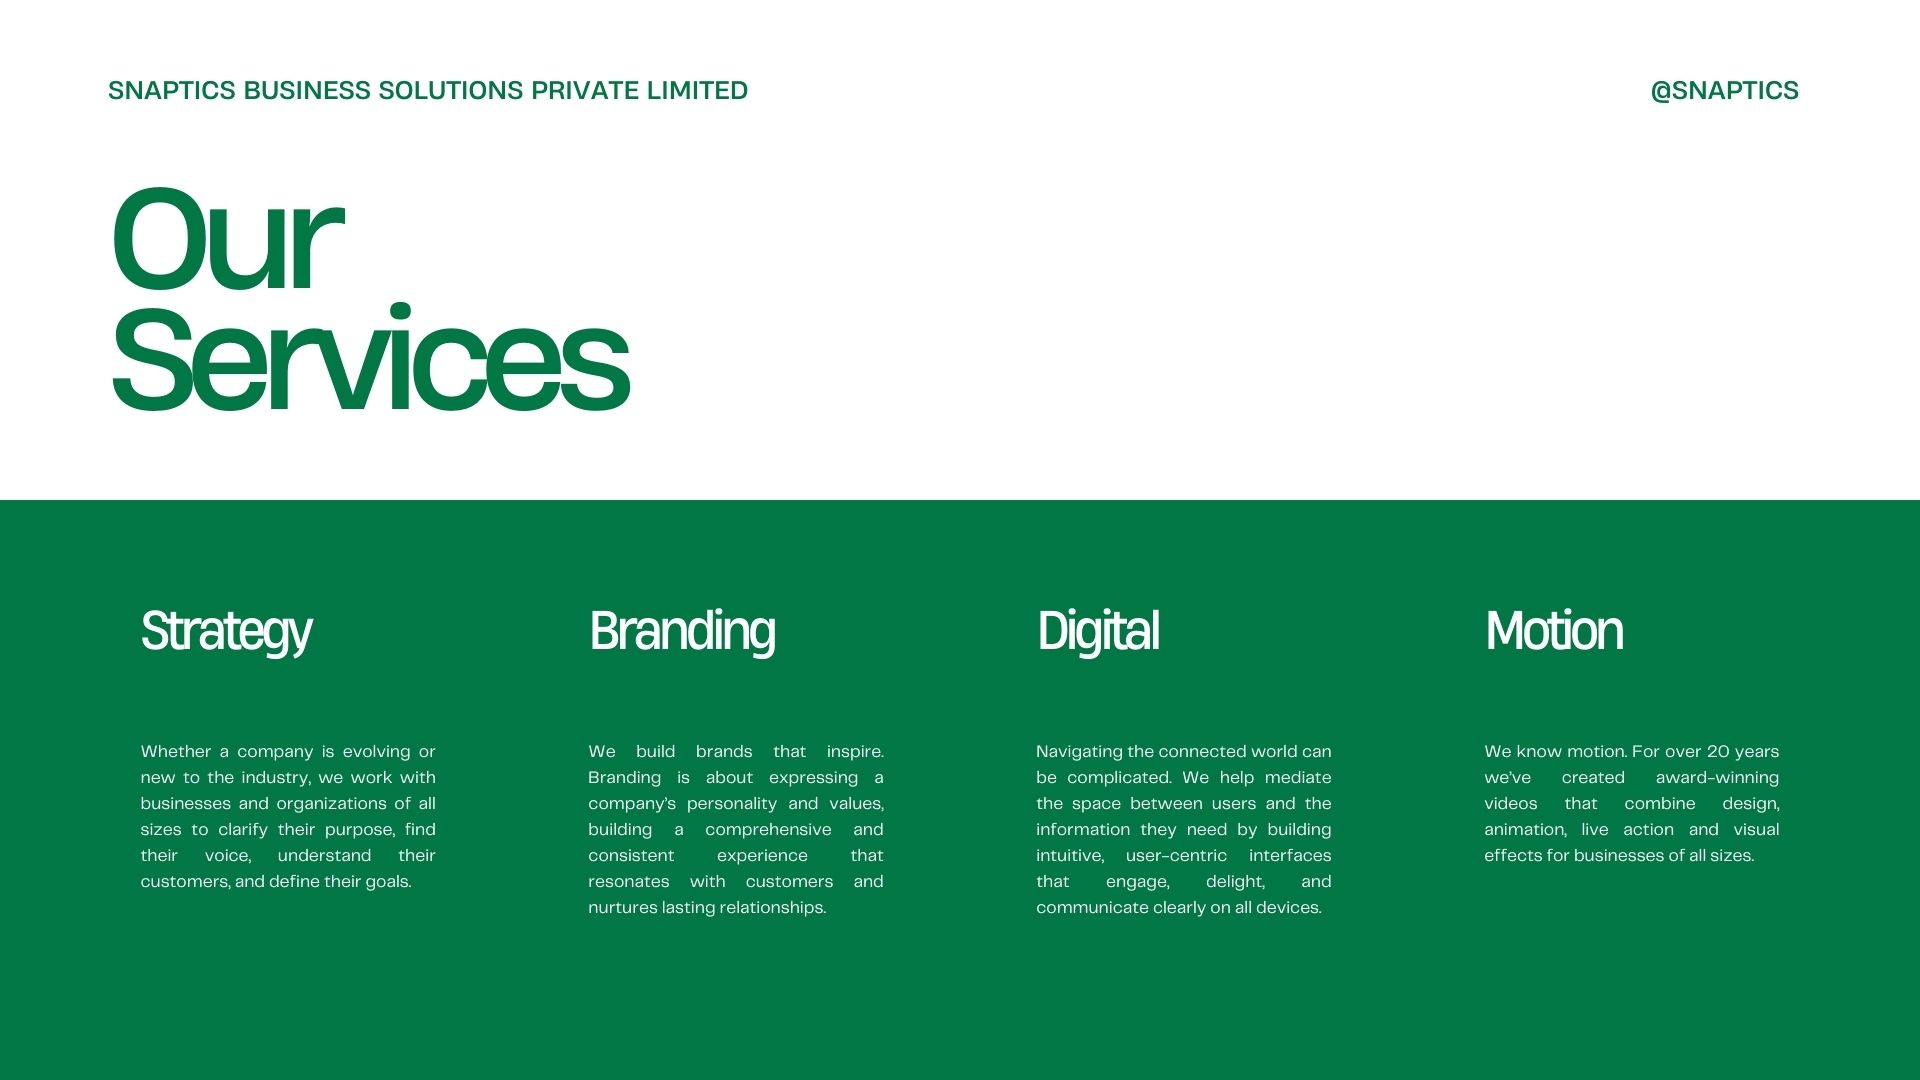 SNAPTICS BUSINESS SOLUTIONS PRIVATE LIMITED
@SNAPTICS
Our
Services
Strategy
Whether a company is evolving or
new to the industry, we work with
businesses and organizations of all
sizes to clarify their purpose, find
their voice, understand their
customers, and define their goals.
Branding
We build brands that inspire.
Branding is about expressing a
company’s personality and values,
building a comprehensive and
consistent experience that
resonates with customers and
nurtures lasting relationships.
Digital
Navigating the connected world can
be complicated. We help mediate
the space between users and the
information they need by building
intuitive, user-centric interfaces
that engage, delight, and
communicate clearly on all devices.
Motion
We know motion. For over 20 years
we’ve created award-winning
videos that combine design,
animation, live action and visual
effects for businesses of all sizes.